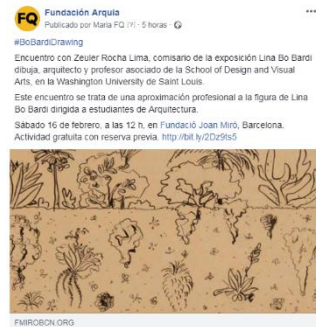 FQ
Fundación Arquia
Publicado por Maria FQ [?] · 5 horas ·
#BoBardiDrawing
Encuentro con Zeuler Rocha Lima, comisario de la exposición Lina Bo Bardi
dibuja, arquitecto y profesor asociado de la School of Design and Visual
Arts, en la Washington University de Saint Louis.
Este encuentro se trata de una aproximación profesional a la figura de Lina
Bo Bardi dirigida a estudiantes de Arquitectura.
Sábado 16 de febrero, a las 12 h, en Fundació Joan Miró, Barcelona.
Actividad gratuita con reserva previa. http://bit.ly/2Dz9ts5
FMIROBCN.ORG